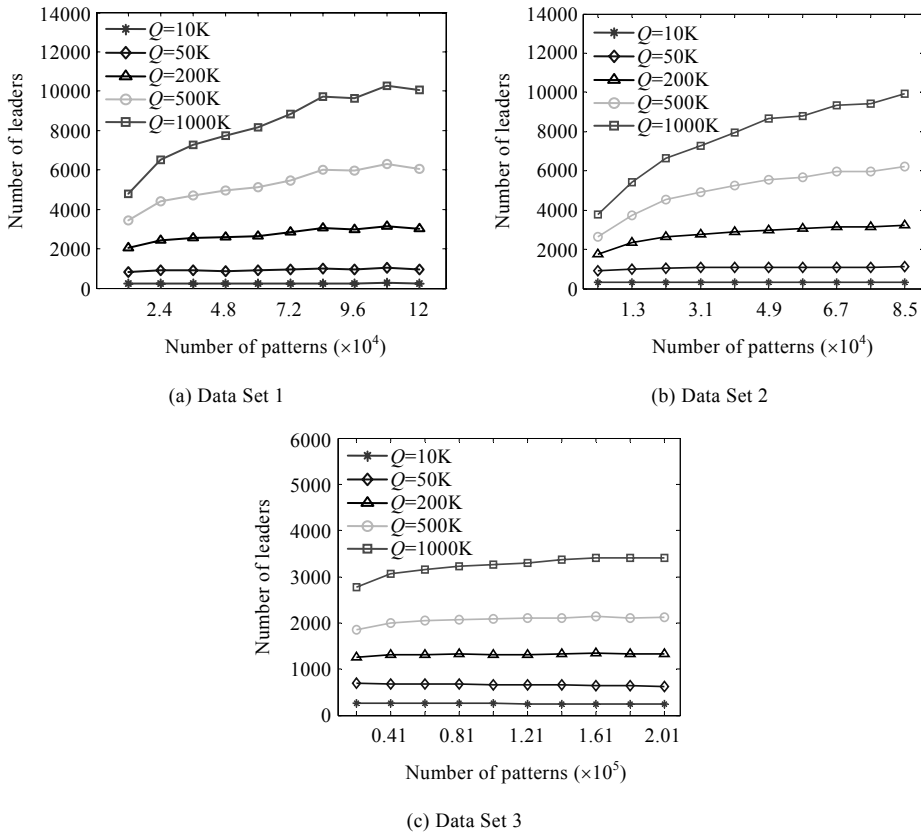 14000
12000
10000
8000
6000
4000
2000
0
Number of leaders
Q=10K
Q=50K
Q=200K
Q=500K
Q=1000K
2.4 4.8 7.2 9.6 12
Number of patterns (×10⁴)
(a) Data Set 1
14000
12000
10000
8000
6000
4000
2000
0
Number of leaders
Q=10K
Q=50K
Q=200K
Q=500K
Q=1000K
1.3 3.1 4.9 6.7 8.5
Number of patterns (×10⁴)
(b) Data Set 2
6000
5000
4000
3000
2000
1000
0
Number of leaders
Q=10K
Q=50K
Q=200K
Q=500K
Q=1000K
0.41 0.81 1.21 1.61 2.01
Number of patterns (×10⁵)
(c) Data Set 3